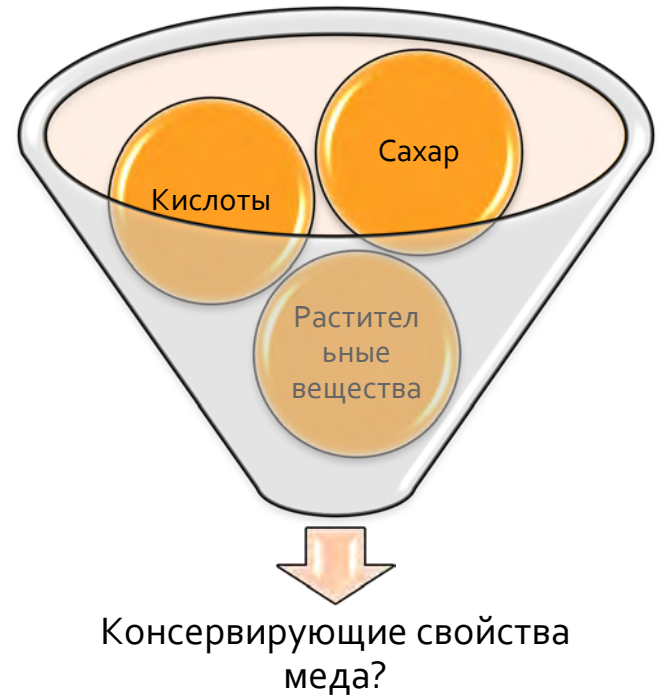 Сахар
Кислоты
Растител
ьные
вещества
Консервирующие свойства
меда?